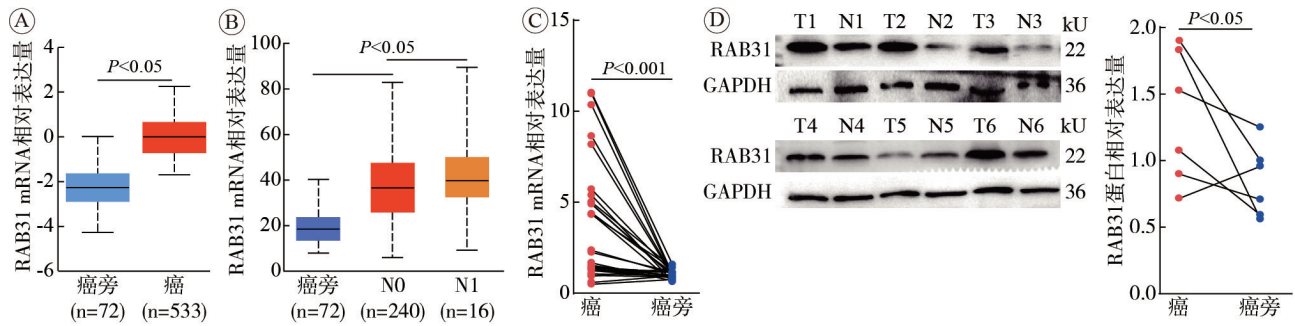 A
RAB31 mRNA相对表达量
4
2
0
-2
-4
-6
P<0.05
癌旁
(n=72)
癌
(n=533)
B
RAB31 mRNA相对表达量
100
80
60
40
20
0
P<0.05
癌旁
(n=72)
N0
(n=240)
N1
(n=16)
C
RAB31 mRNA相对表达量
15
10
5
0
P<0.001
癌
癌旁
D
T1 N1 T2 N2 T3 N3 kU
RAB31 22
GAPDH 36
T4 N4 T5 N5 T6 N6 kU
RAB31 22
GAPDH 36
RAB31蛋白相对表达量
2.0
1.5
1.0
0.5
0.0
P<0.05
癌
癌旁